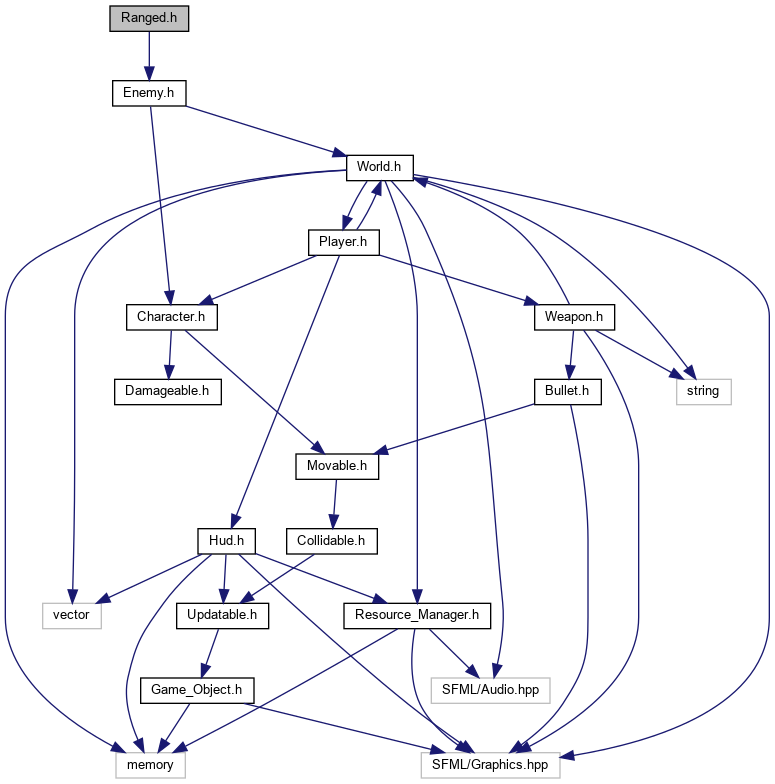 Ranged.h
Enemy.h
World.h
Player.h
Character.h
Weapon.h
Damageable.h
Bullet.h
string
Movable.h
Hud.h
Collidable.h
vector
Updatable.h
Resource_Manager.h
Game_Object.h
SFML/Audio.hpp
memory
SFML/Graphics.hpp